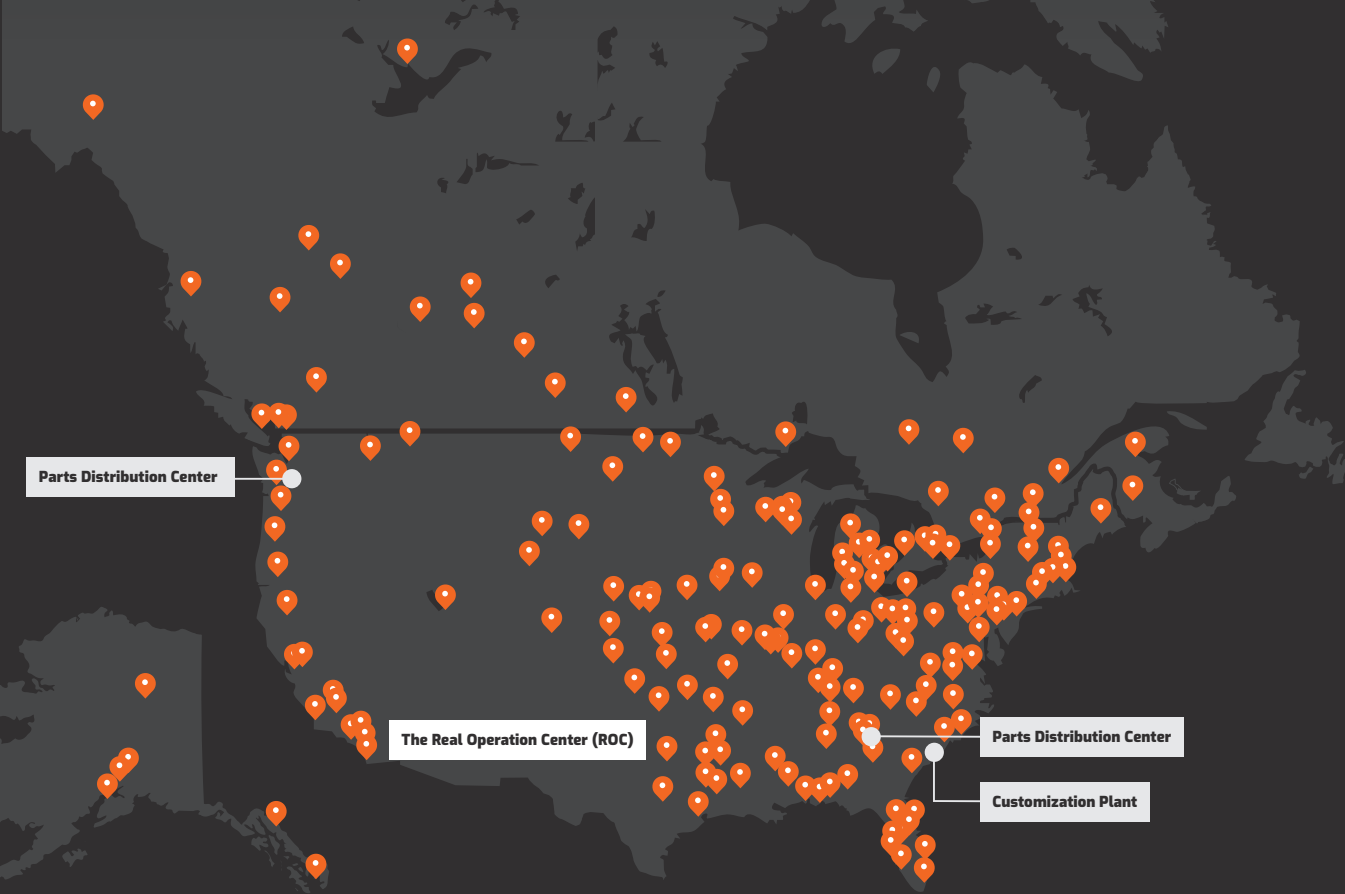 Parts Distribution Center
The Real Operation Center (ROC)
Parts Distribution Center
Customization Plant